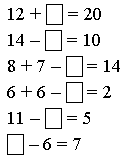 12 + □ = 20
14 – □ = 10
8 + 7 – □ = 14
6 + 6 – □ = 2
11 – □ = 5
□ – 6 = 7